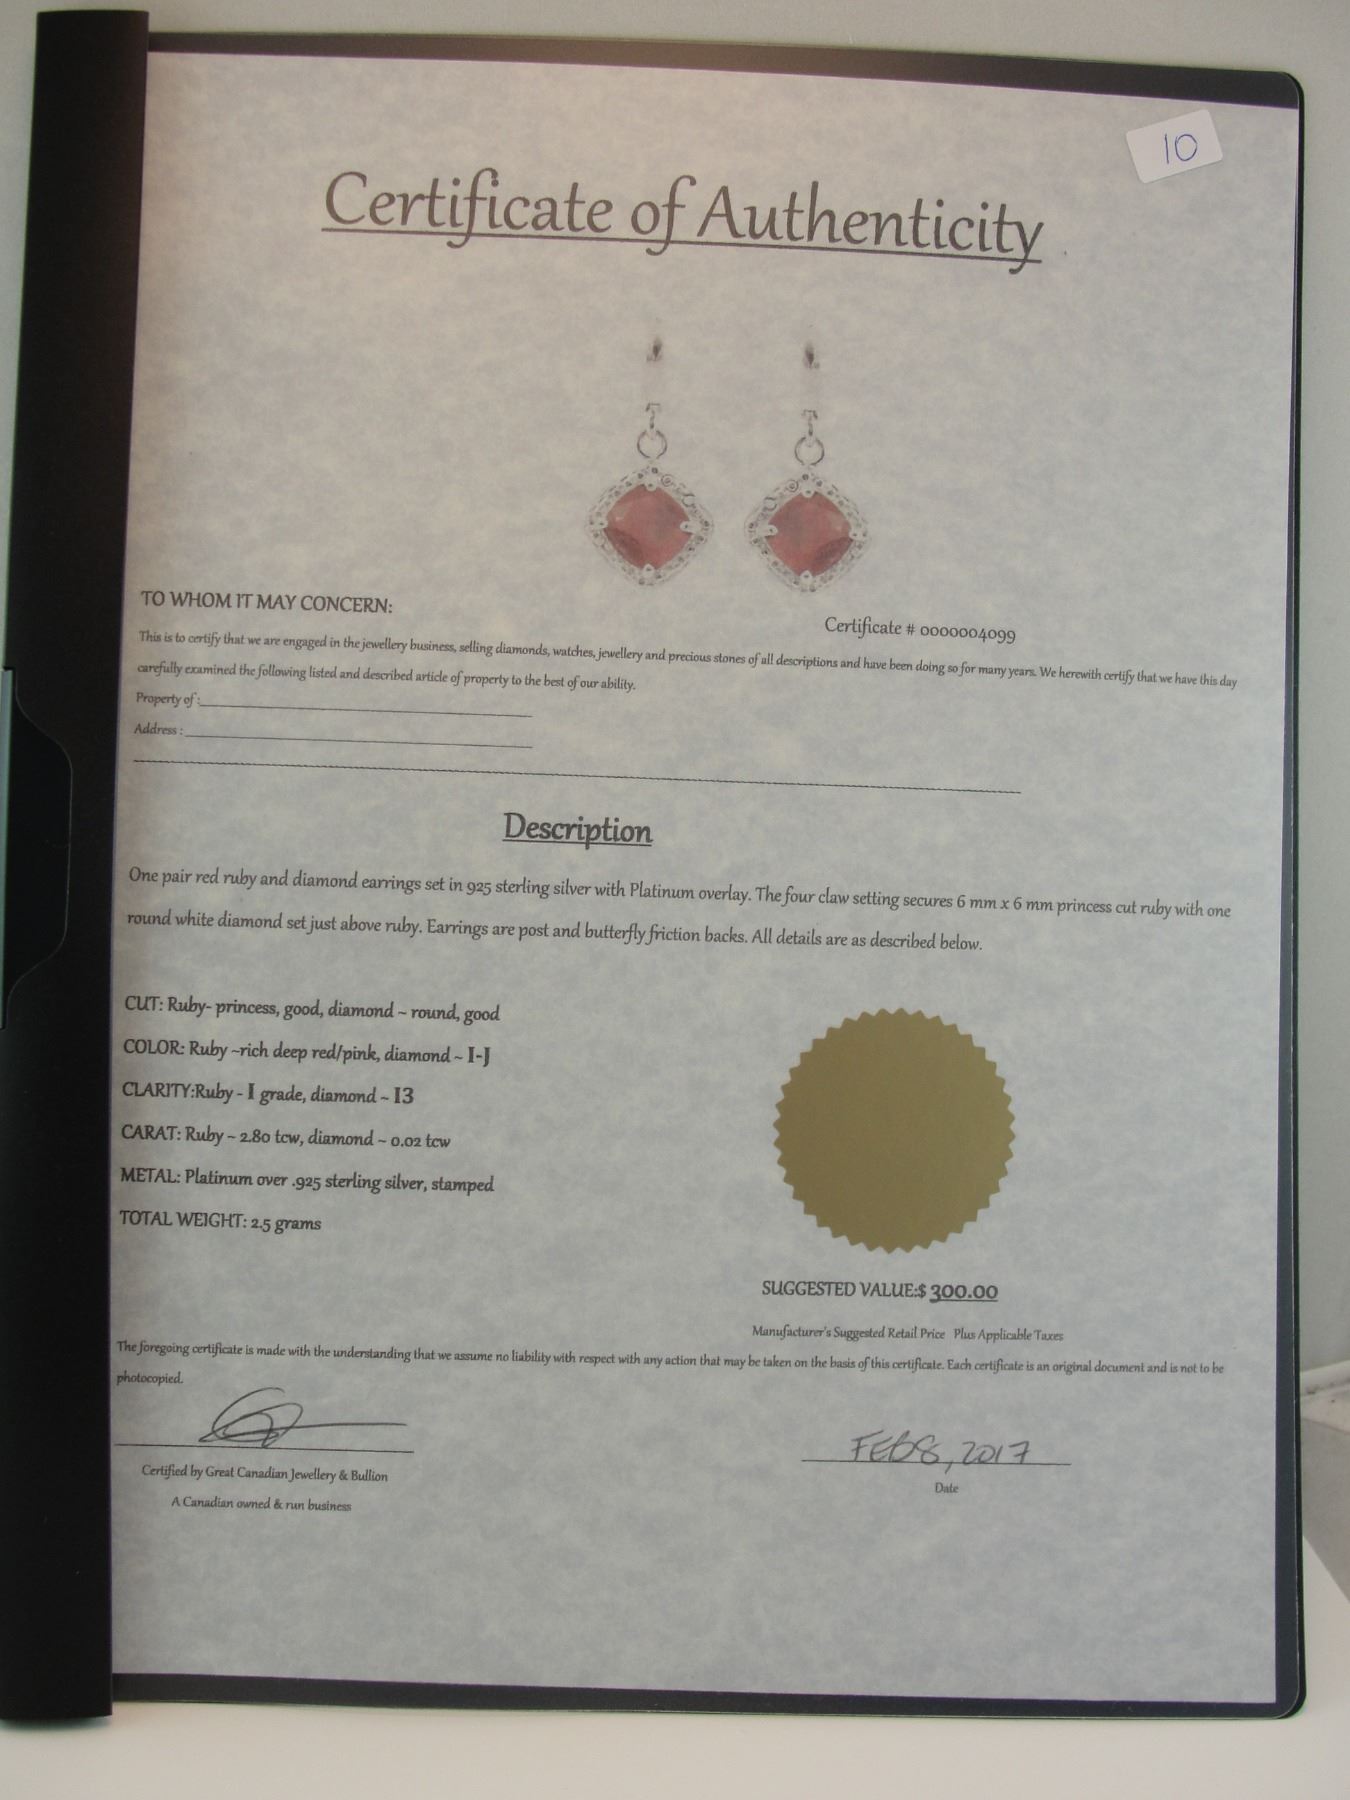 10
Certificate of Authenticity
TO WHOM IT MAY CONCERN:
Certificate # 0000004099
This is to certify that we are engaged in the jewellery business, selling diamonds, watches, jewellery and precious stones of all descriptions and have been doing so for many years. We herewith certify that we have this day
carefully examined the following listed and described article of property to the best of our ability.
Property of :
Address :
Description
One pair red ruby and diamond earrings set in 925 sterling silver with Platinum overlay. The four claw setting secures 6 mm x 6 mm princess cut ruby with one
round white diamond set just above ruby. Earrings are post and butterfly friction backs. All details are as described below.
CUT: Ruby- princess, good, diamond ~ round, good
COLOR: Ruby ~rich deep red/pink, diamond ~ I-J
CLARITY:Ruby - I grade, diamond ~ I3
CARAT: Ruby ~ 2.80 tcw, diamond ~ 0.02 tcw
METAL: Platinum over .925 sterling silver, stamped
TOTAL WEIGHT: 2.5 grams
SUGGESTED VALUE:$ 300.00
Manufacturer's Suggested Retail Price Plus Applicable Taxes
The foregoing certificate is made with the understanding that we assume no liability with respect with any action that may be taken on the basis of this certificate. Each certificate is an original document and is not to be
photocopied.
FEB 8, 2017
Certified by Great Canadian Jewellery & Bullion
Date
A Canadian owned & run business